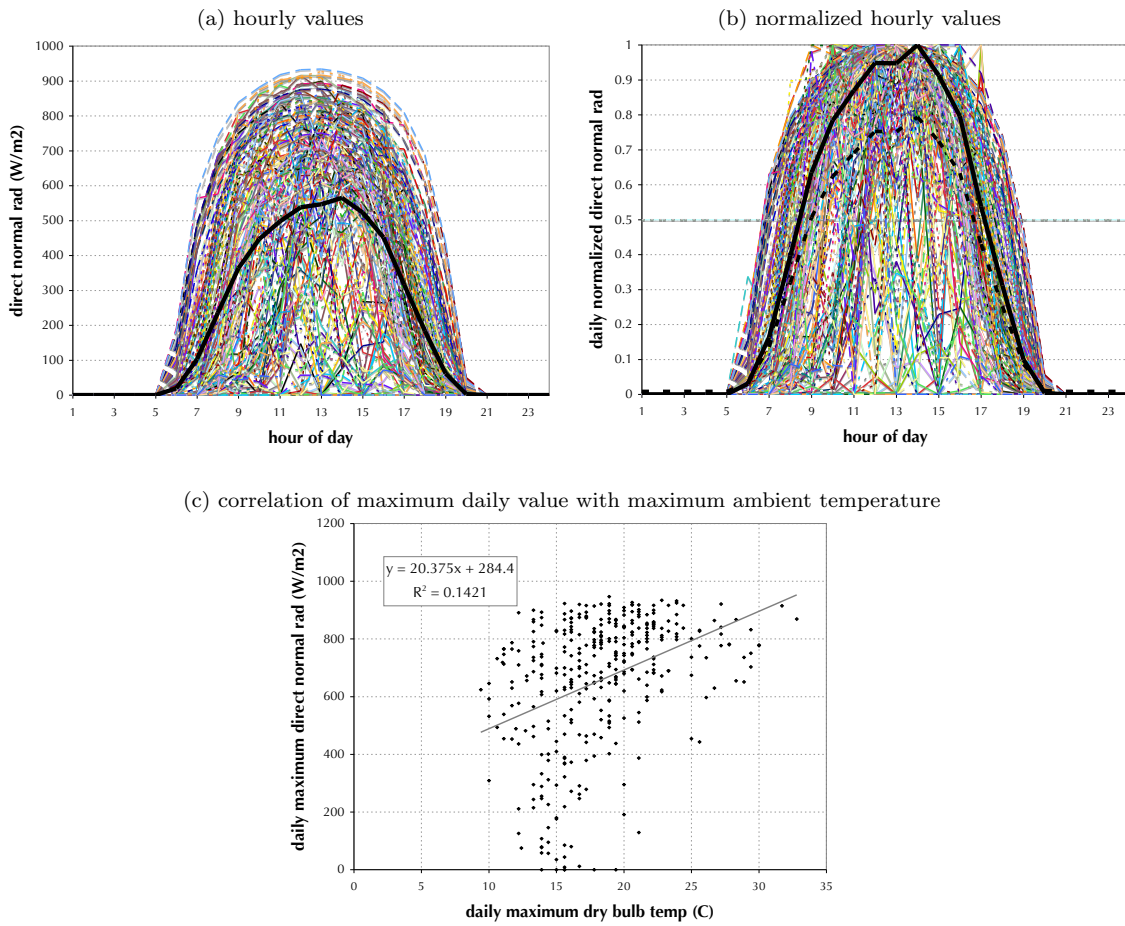 (a) hourly values
direct normal rad (W/m2)
1000
900
800
700
600
500
400
300
200
100
0
1 3 5 7 9 11 13 15 17 19 21 23
hour of day
(b) normalized hourly values
daily normalized direct normal rad
1
0.9
0.8
0.7
0.6
0.5
0.4
0.3
0.2
0.1
0
1 3 5 7 9 11 13 15 17 19 21 23
hour of day
(c) correlation of maximum daily value with maximum ambient temperature
daily maximum direct normal rad (W/m2)
1200
1000
800
600
400
200
0
y = 20.375x + 284.4
R² = 0.1421
0 5 10 15 20 25 30 35
daily maximum dry bulb temp (C)